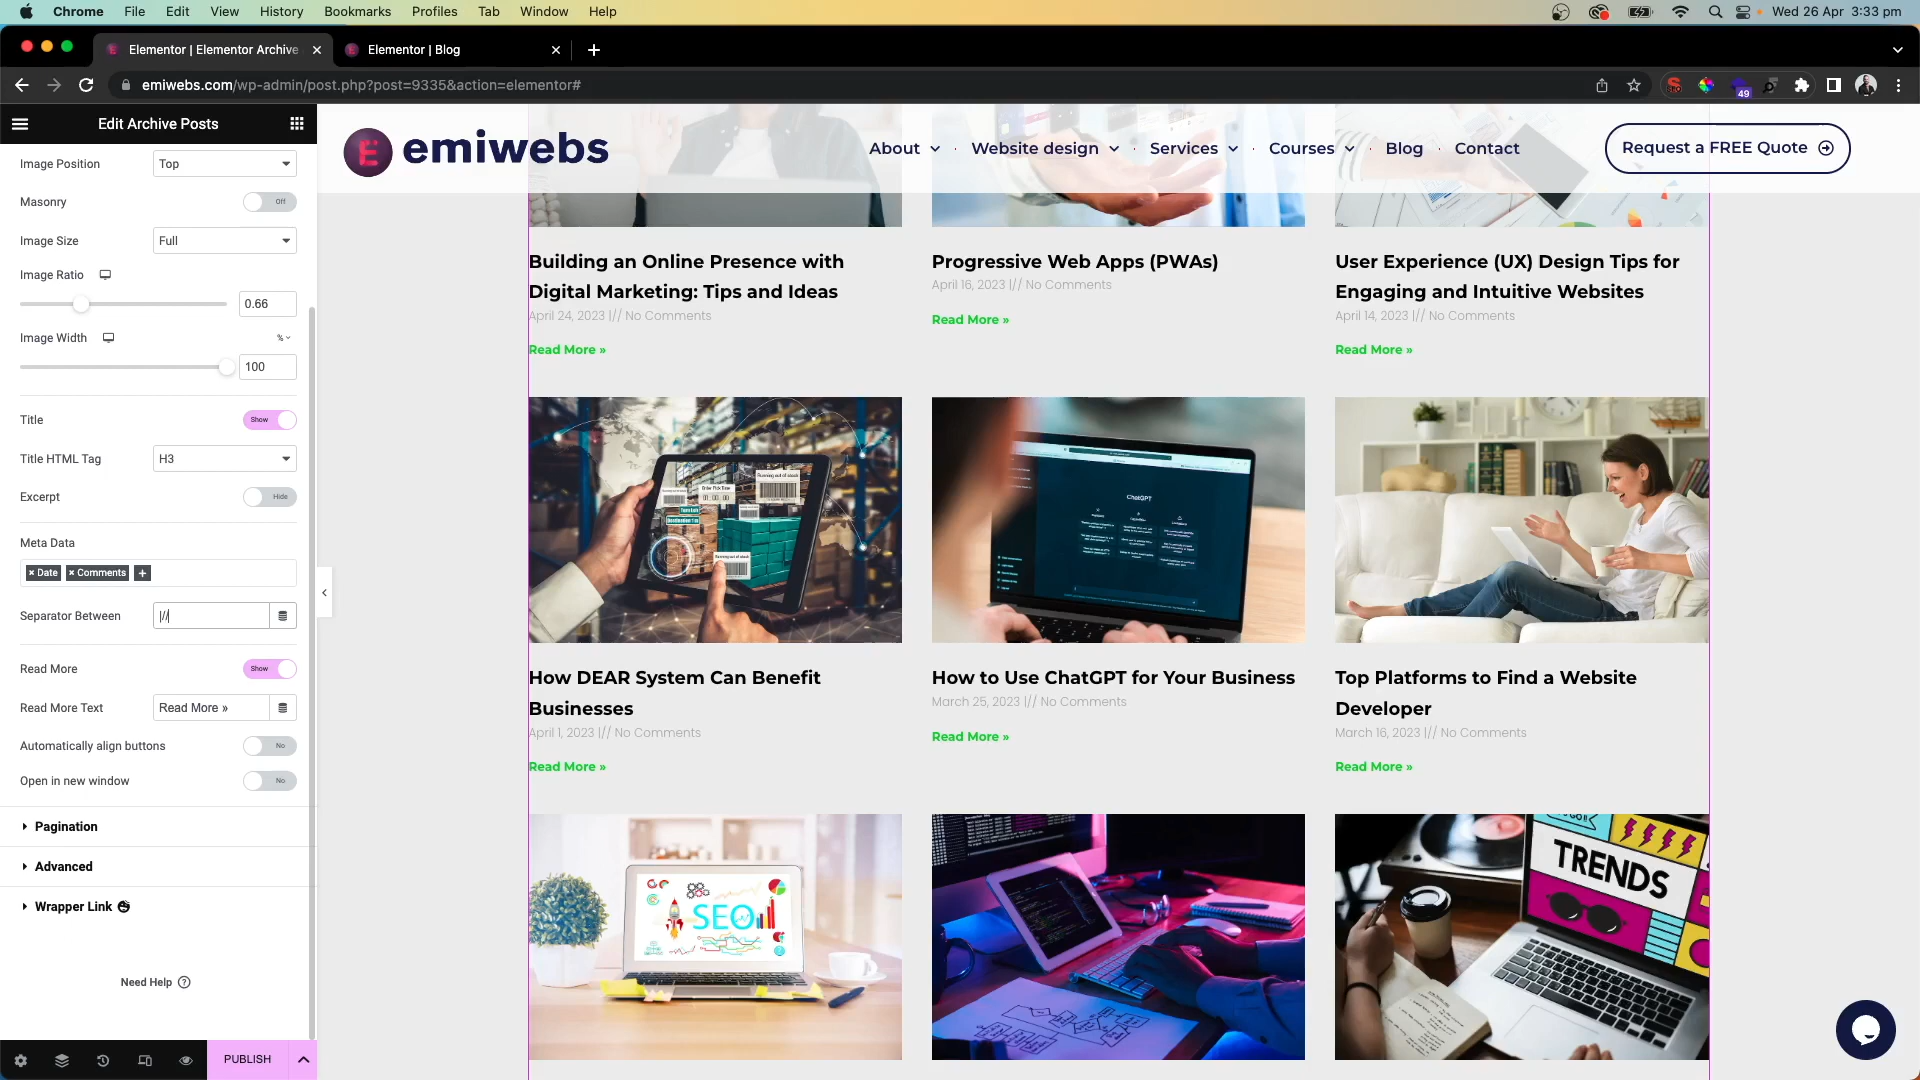 Chrome File Edit View History Bookmarks Profiles Tab Window Help
Wed 26 Apr 3:33 pm
Elementor | Elementor Archive
Elementor | Blog
emiwebs.com/wp-admin/post.php?post=9335&action=elementor#
49
Edit Archive Posts
Image Position
Top
Masonry
Off
Image Size
Full
Image Ratio
0.66
Image Width
%
100
Title
Show
Title HTML Tag
H3
Excerpt
Hide
Meta Data
× Date × Comments +
Separator Between
|//
Read More
Show
Read More Text
Read More »
Automatically align buttons
No
Open in new window
No
Pagination
Advanced
Wrapper Link
Need Help
PUBLISH
emiwebs
About · Website design · Services · Courses · Blog · Contact
Request a FREE Quote
Building an Online Presence with
Digital Marketing: Tips and Ideas
April 24, 2023 |// No Comments
Read More »
Progressive Web Apps (PWAs)
April 16, 2023 |// No Comments
Read More »
User Experience (UX) Design Tips for
Engaging and Intuitive Websites
April 14, 2023 |// No Comments
Read More »
Running out of stock
ChatGPT
How DEAR System Can Benefit
Businesses
April 1, 2023 |// No Comments
Read More »
How to Use ChatGPT for Your Business
March 25, 2023 |// No Comments
Read More »
Top Platforms to Find a Website
Developer
March 16, 2023 |// No Comments
Read More »
SEO
TRENDS